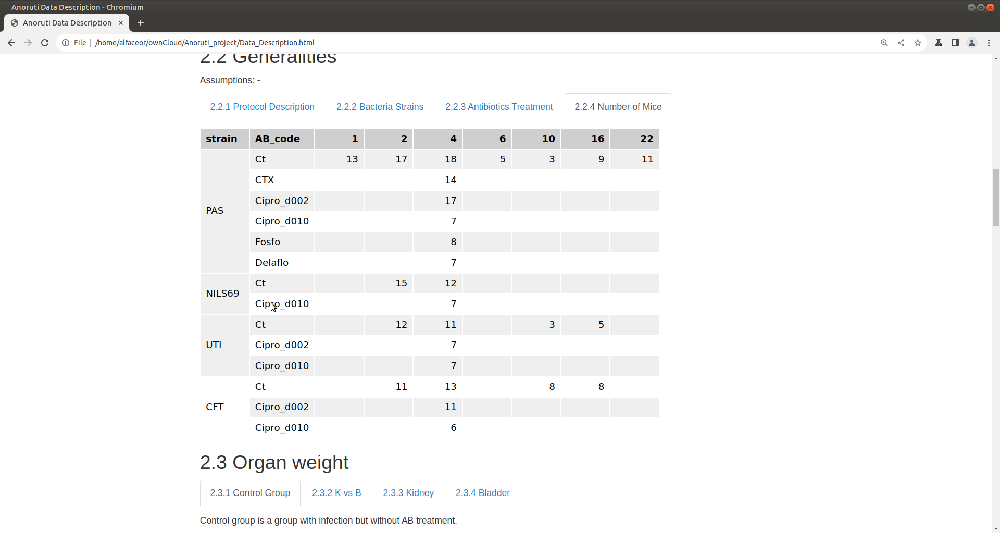 Anoruti Data Description - Chromium
Anoruti Data Description
File /home/alfaceor/ownCloud/Anoruti_project/Data_Description.html
2.2 Generalities
Assumptions: -
2.2.1 Protocol Description 2.2.2 Bacteria Strains 2.2.3 Antibiotics Treatment 2.2.4 Number of Mice
strain AB_code 1 2 4 6 10 16 22
PAS Ct 13 17 18 5 3 9 11
CTX 14
Cipro_d002 17
Cipro_d010 7
Fosfo 8
Delaflo 7
NILS69 Ct 15 12
Cipro_d010 7
UTI Ct 12 11 3 5
Cipro_d002 7
Cipro_d010 7
CFT Ct 11 13 8 8
Cipro_d002 11
Cipro_d010 6
2.3 Organ weight
2.3.1 Control Group 2.3.2 K vs B 2.3.3 Kidney 2.3.4 Bladder
Control group is a group with infection but without AB treatment.